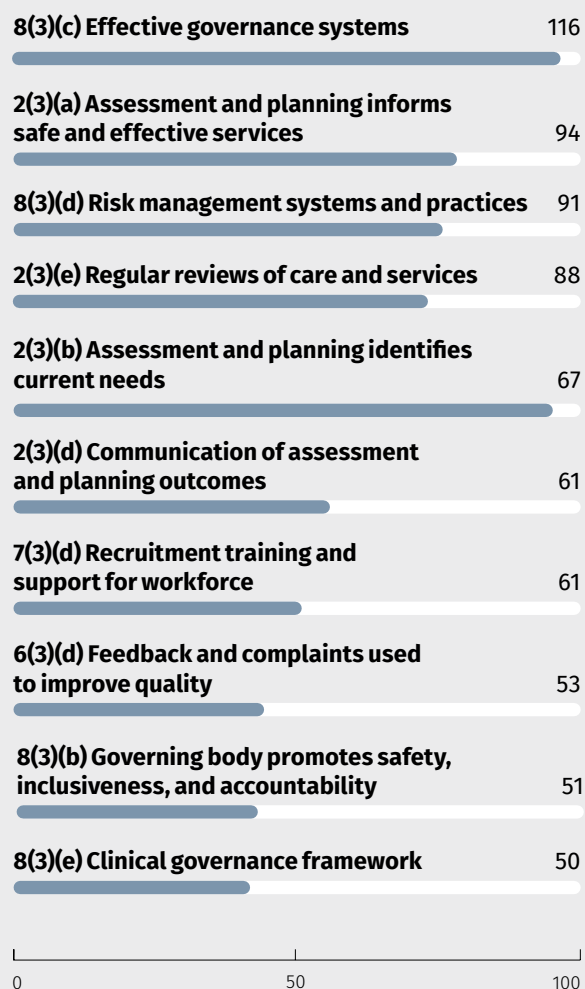 8(3)(c) Effective governance systems 116
2(3)(a) Assessment and planning informs
safe and effective services 94
8(3)(d) Risk management systems and practices 91
2(3)(e) Regular reviews of care and services 88
2(3)(b) Assessment and planning identifies
current needs 67
2(3)(d) Communication of assessment
and planning outcomes 61
7(3)(d) Recruitment training and
support for workforce 61
6(3)(d) Feedback and complaints used
to improve quality 53
8(3)(b) Governing body promotes safety,
inclusiveness, and accountability 51
8(3)(e) Clinical governance framework 50
0 50 100